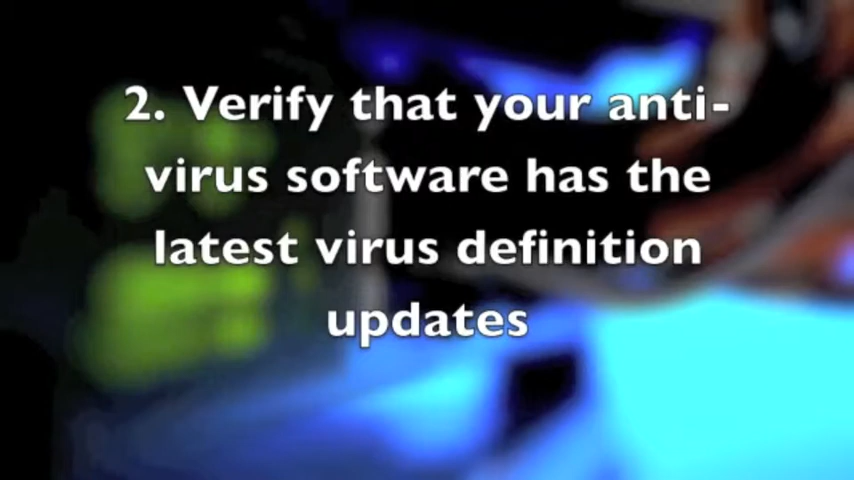 2. Verify that your anti-
virus software has the
latest virus definition
updates